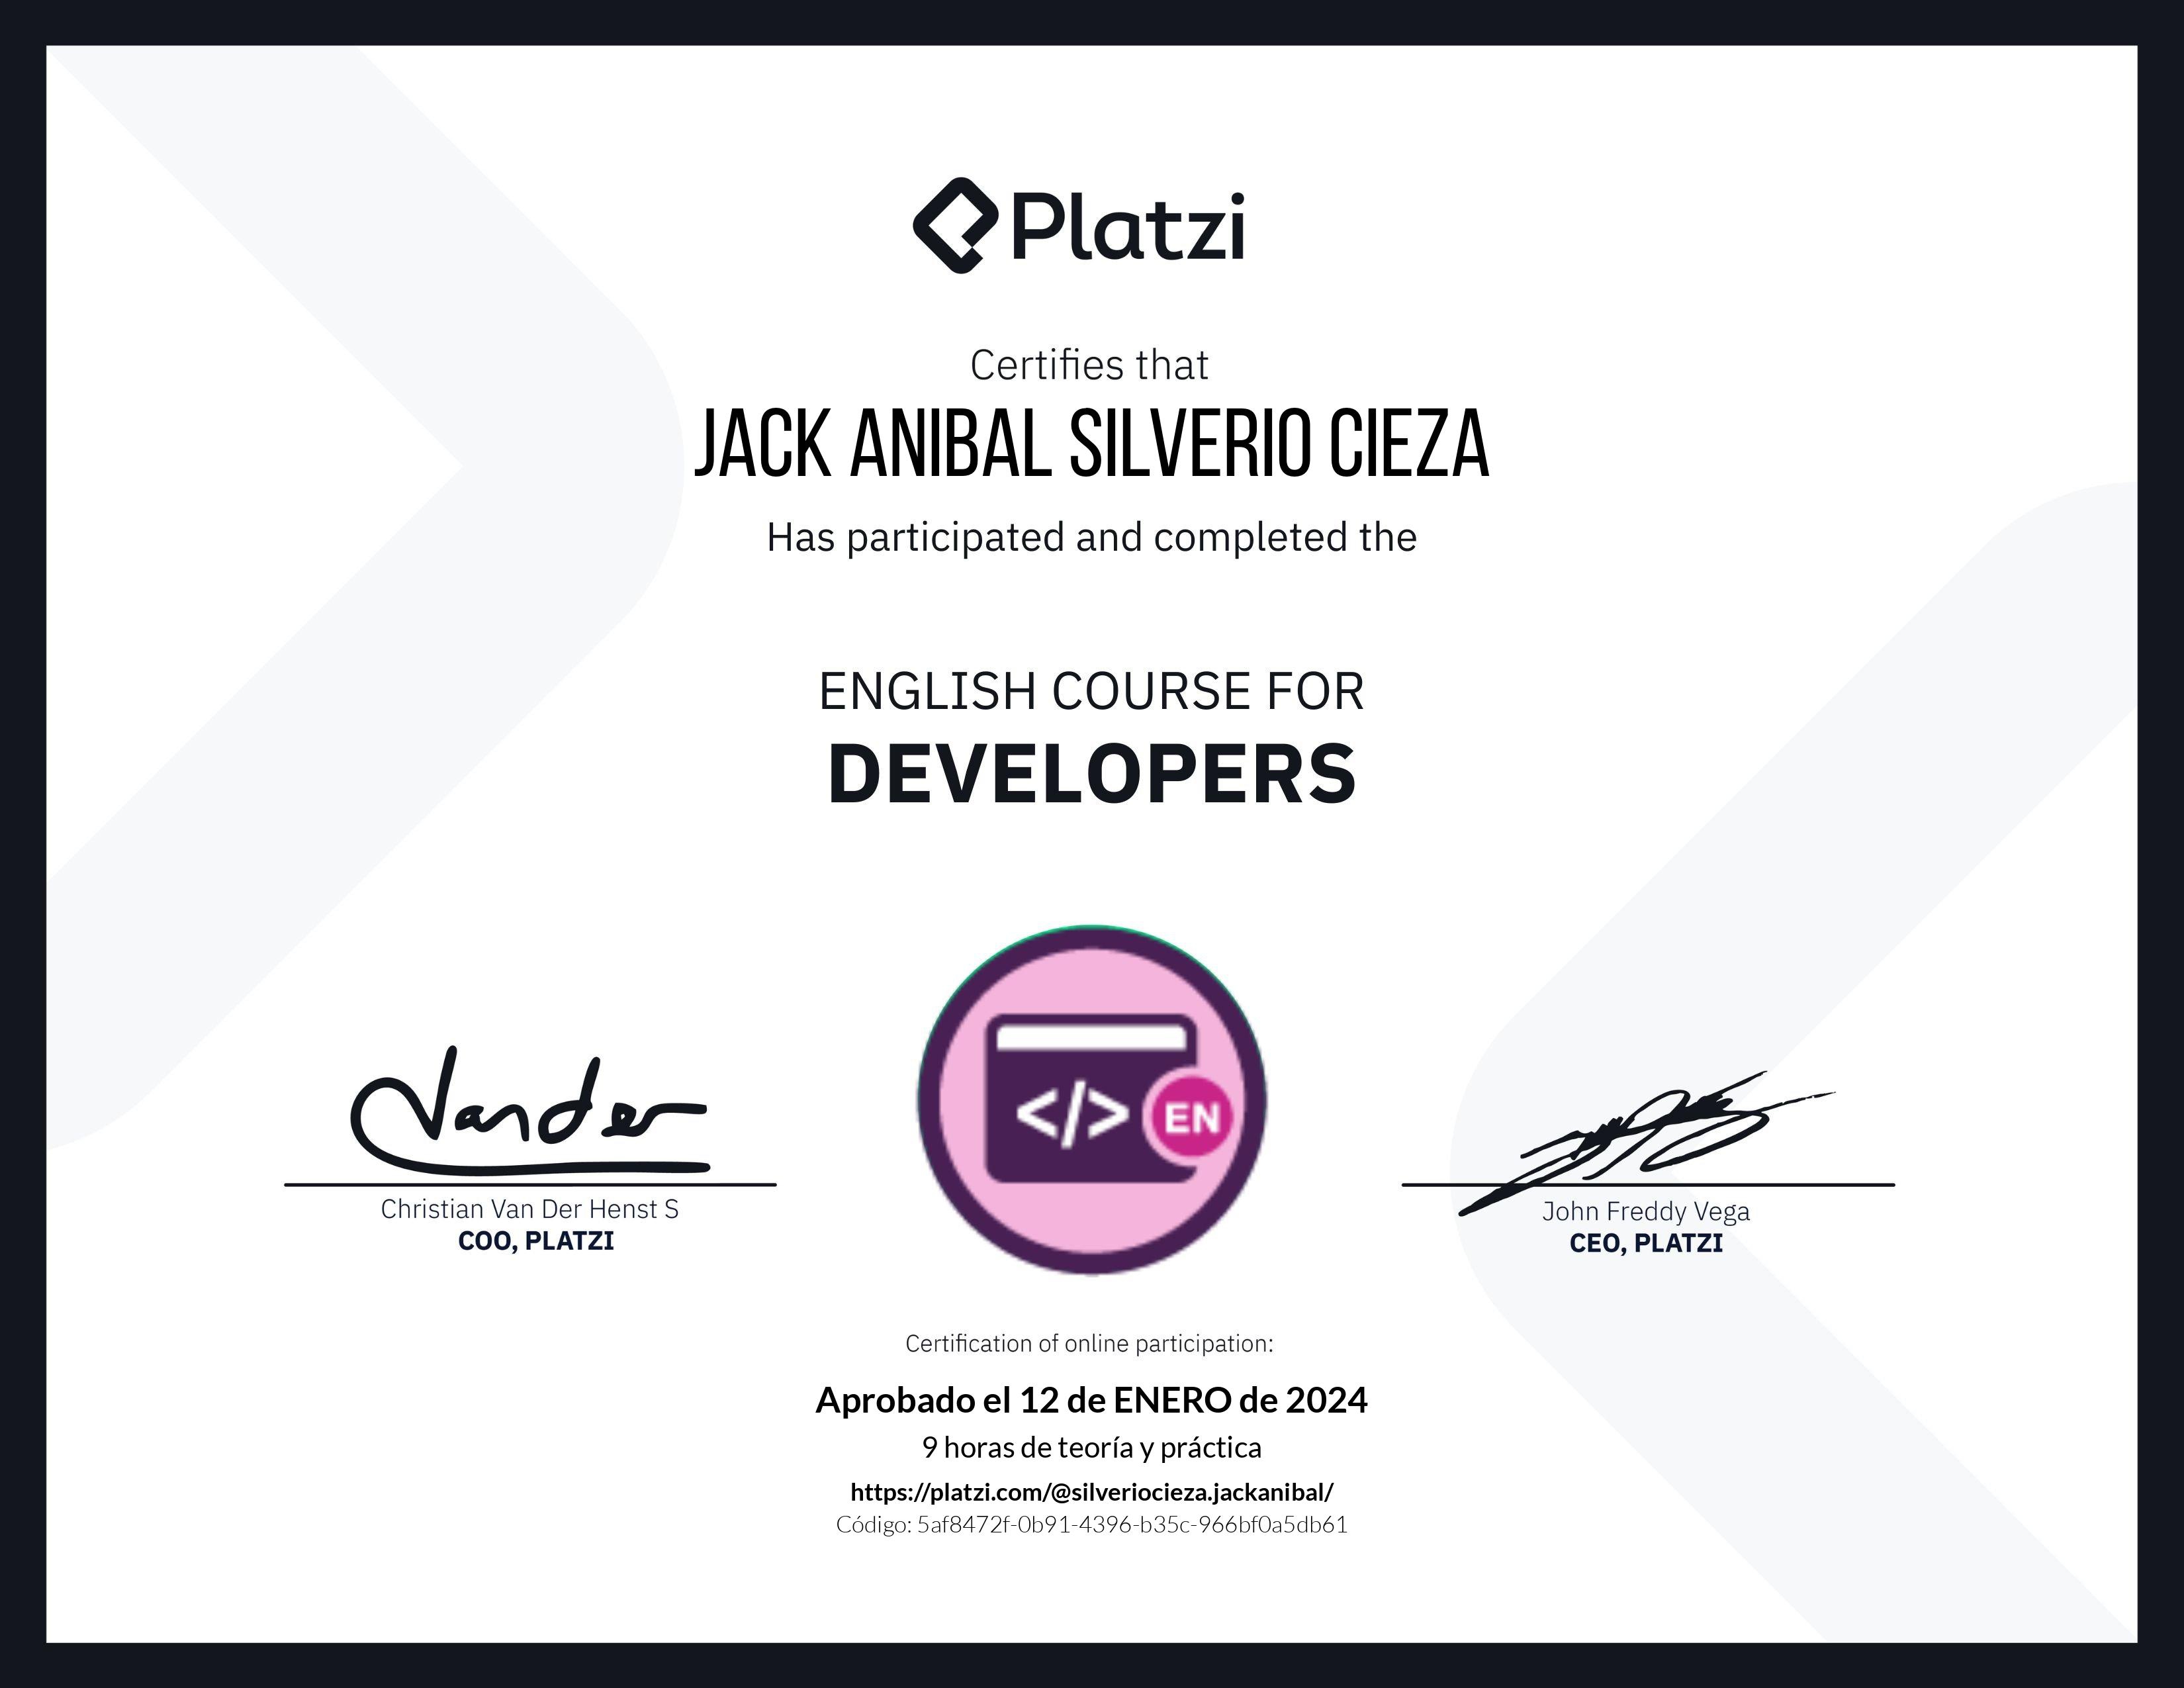 Platzi
Certifies that
JACK ANIBAL SILVERIO CIEZA
Has participated and completed the
ENGLISH COURSE FOR
DEVELOPERS
</> EN
Vander
Christian Van Der Henst S
COO, PLATZI
John Freddy Vega
CEO, PLATZI
Certification of online participation:
Aprobado el 12 de ENERO de 2024
9 horas de teoría y práctica
https://platzi.com/@silveriocieza.jackanibal/
Código: 5af8472f-0b91-4396-b35c-966bf0a5db61